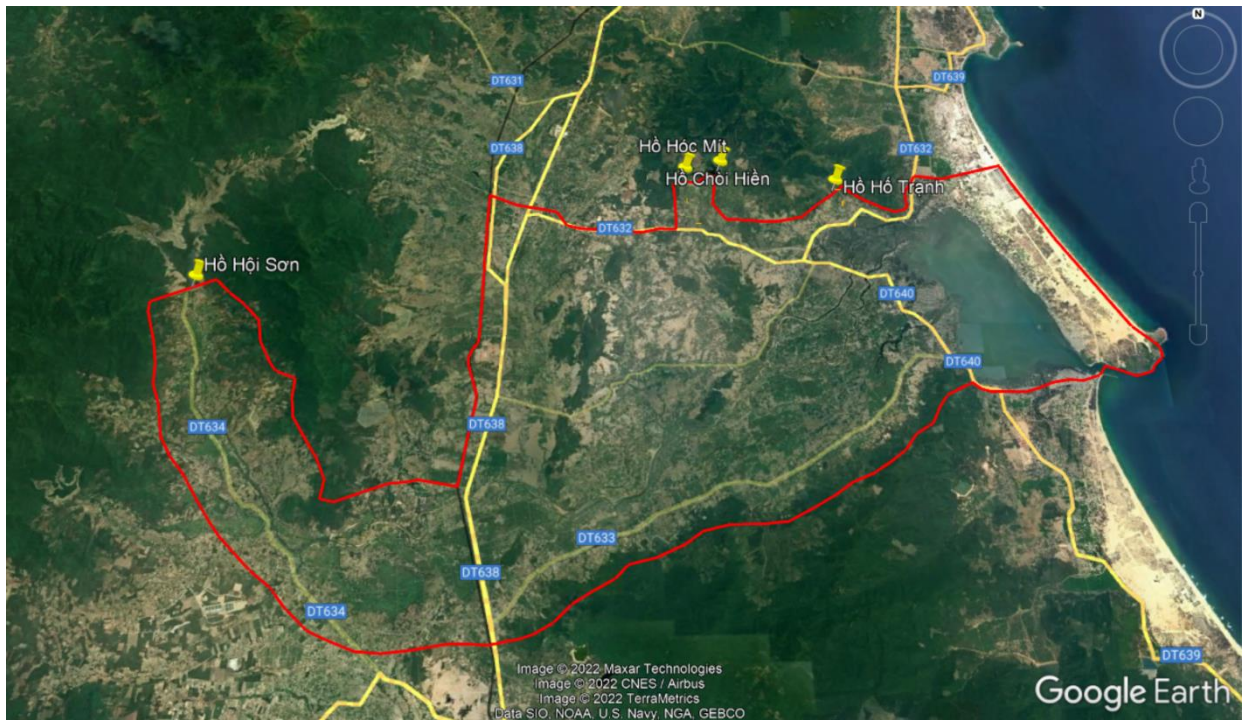 N
DT639
DT631
DT638
Hồ Hóc Mít
DT632
Hồ Chòi Hiền
Hồ Hố Tranh
DT632
Hồ Hội Sơn
DT640
DT640
DT634
DT638
DT633
DT638
DT634
DT639
Image © 2022 Maxar Technologies
Image © 2022 CNES / Airbus
Image © 2022 TerraMetrics
Data SIO, NOAA, U.S. Navy, NGA, GEBCO
Google Earth